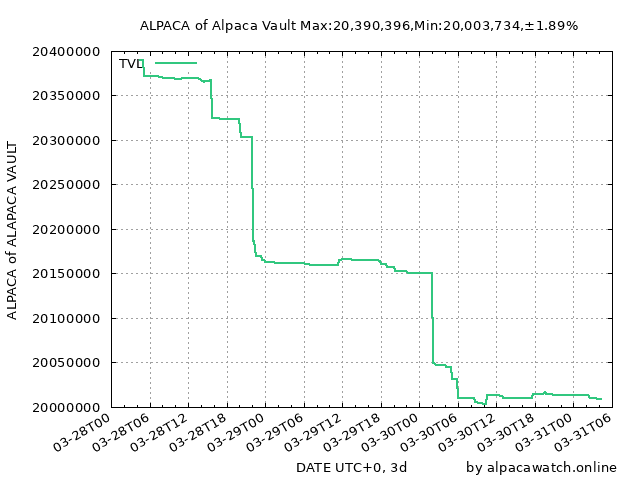 ALPACA of Alpaca Vault Max:20,390,396,Min:20,003,734,±1.89%
20400000
TVL
20350000
20300000
20250000
20200000
20150000
20100000
20050000
20000000
ALPACA of ALAPACA VAULT
03-28T00
03-28T06
03-28T12
03-28T18
03-29T00
03-29T06
03-29T12
03-29T18
03-30T00
03-30T06
03-30T12
03-30T18
03-31T00
03-31T06
DATE UTC+0, 3d
by alpacawatch.online